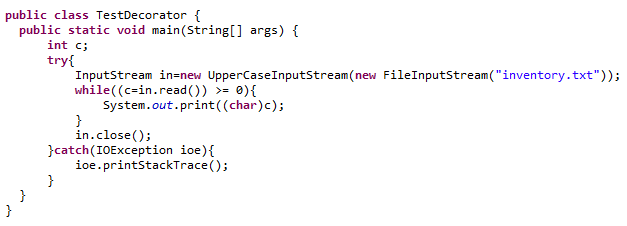 public class TestDecorator {
public static void main(String[] args) {
int c;
try{
InputStream in=new UpperCaseInputStream(new FileInputStream("inventory.txt"));
while((c=in.read()) >= 0){
System.out.print((char)c);
}
in.close();
}catch(IOException ioe){
ioe.printStackTrace();
}
}
}